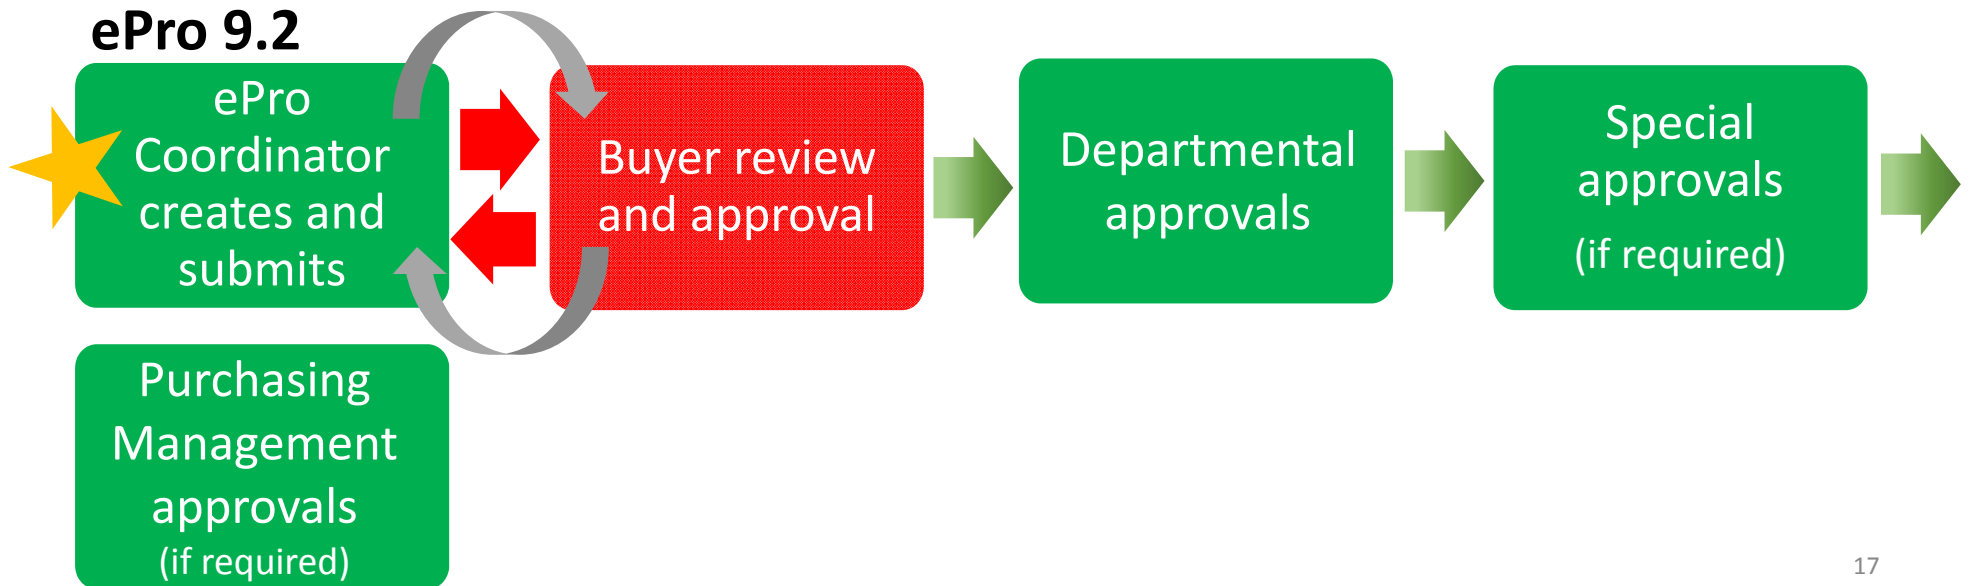 ePro 9.2
ePro
Coordinator
creates and
submits
Buyer review
and approval
Departmental
approvals
Special
approvals
(if required)
Purchasing
Management
approvals
(if required)
17